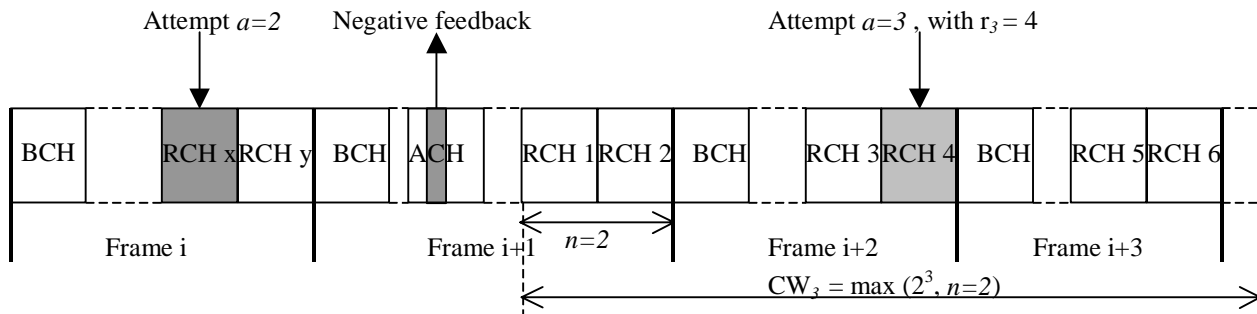 Attempt a=2 Negative feedback Attempt a=3 , with r₃ = 4
BCH RCH x RCH y BCH ACH RCH 1 RCH 2 BCH RCH 3 RCH 4 BCH RCH 5 RCH 6
Frame i Frame i+1 n=2 Frame i+2 Frame i+3
CW₃ = max (2³, n=2)